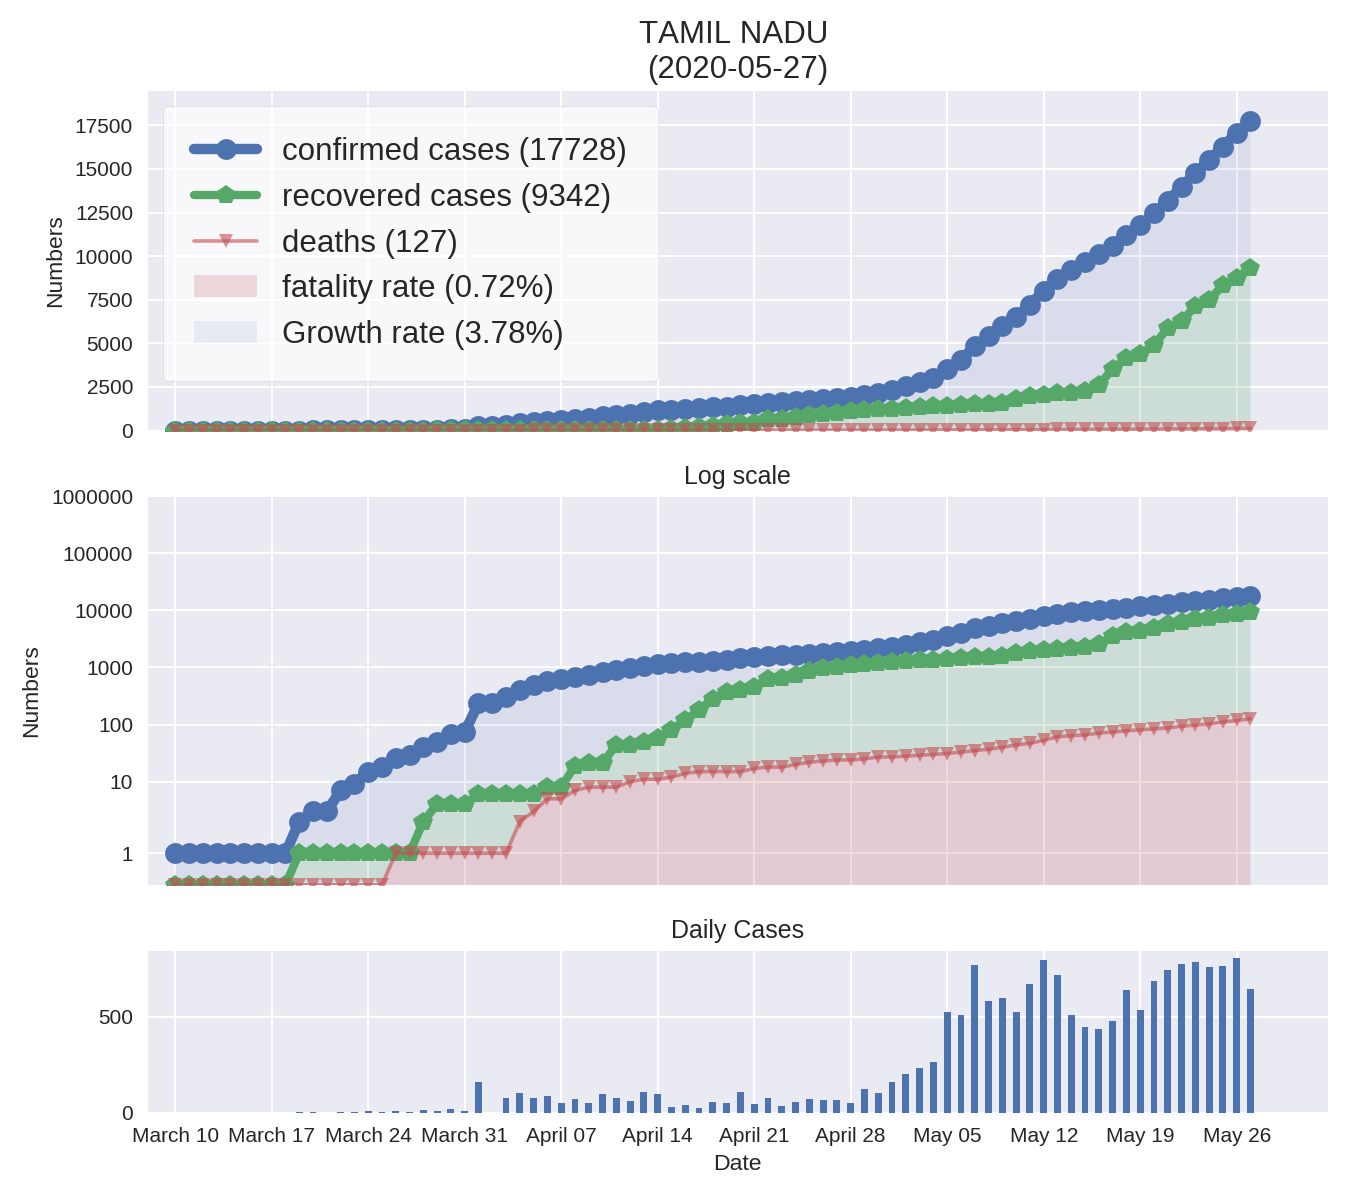 TAMIL NADU
(2020-05-27)
17500
15000
12500
10000
7500
5000
2500
0
Numbers
confirmed cases (17728)
recovered cases (9342)
deaths (127)
fatality rate (0.72%)
Growth rate (3.78%)
Log scale
1000000
100000
10000
1000
100
10
1
Numbers
Daily Cases
500
0
March 10 March 17 March 24 March 31 April 07 April 14 April 21 April 28 May 05 May 12 May 19 May 26
Date